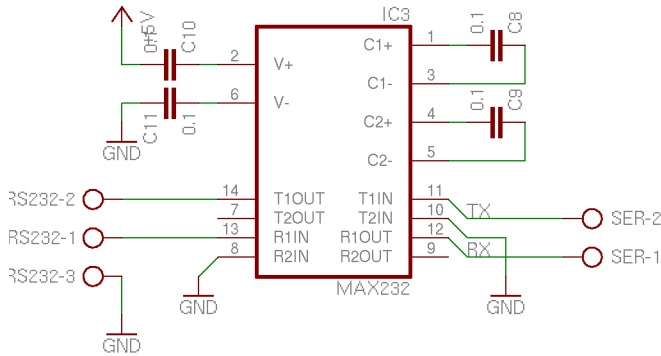 IC3
+5V
0.1
C10
C8
0.1
2
V+
C1+
1
6
V-
C1-
3
C11
0.1
C9
0.1
GND
C2+
4
C2-
5
RS232-2
14
T1OUT
T1IN
11
TX
SER-2
7
T2OUT
T2IN
10
RS232-1
13
R1IN
R1OUT
12
RX
SER-1
8
R2IN
R2OUT
9
RS232-3
MAX232
GND
GND
GND